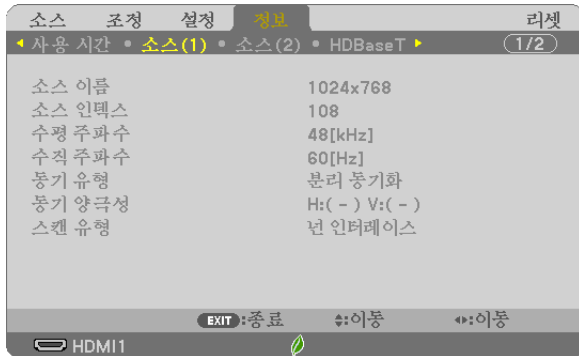 소스 조정 설정 정보 리셋
사용 시간 • 소스(1) • 소스(2) • HDBaseT 1/2
소스 이름 1024x768
소스 인덱스 108
수평 주파수 48[kHz]
수직 주파수 60[Hz]
동기 유형 분리 동기화
동기 양극성 H:( - ) V:( - )
스캔 유형 넌 인터레이스
EXIT :종료 :이동 :이동
HDMI1